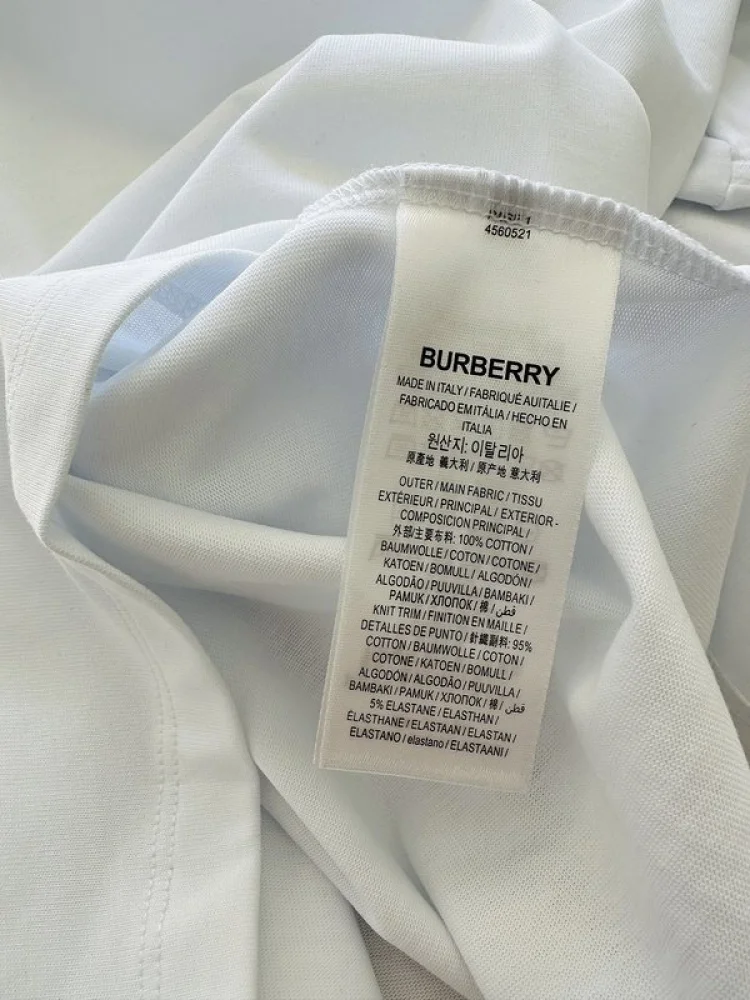 4560521
BURBERRY
MADE IN ITALY / FABRIQUÉ AUITALIE /
FABRICADO EM ITÁLIA / HECHO EN
ITALIA
원산지: 이탈리아
原產地 義大利 / 原产地 意大利
OUTER / MAIN FABRIC / TISSU
EXTÉRIEUR / PRINCIPAL / EXTERIOR -
COMPOSICION PRINCIPAL /
外部/主要布料: 100% COTTON /
BAUMWOLLE / COTON / COTONE /
KATOEN / BOMULL / ALGODÓN /
ALGODÃO / PUUVILLA / BAMBAKI /
PAMUK / ХЛОПОК / 棉 / قطن /
KNIT TRIM / FINITION EN MAILLE /
DETALLES DE PUNTO / 針織副料: 95%
COTTON / BAUMWOLLE / COTON /
COTONE / KATOEN / BOMULL /
ALGODÓN / ALGODÃO / PUUVILLA /
BAMBAKI / PAMUK / ХЛОПОК / 棉 / قطن
5% ELASTANE / ELASTHAN /
ÉLASTHANE / ELASTAAN / ELASTAN /
ELASTANO / elastano / ELASTAANI /